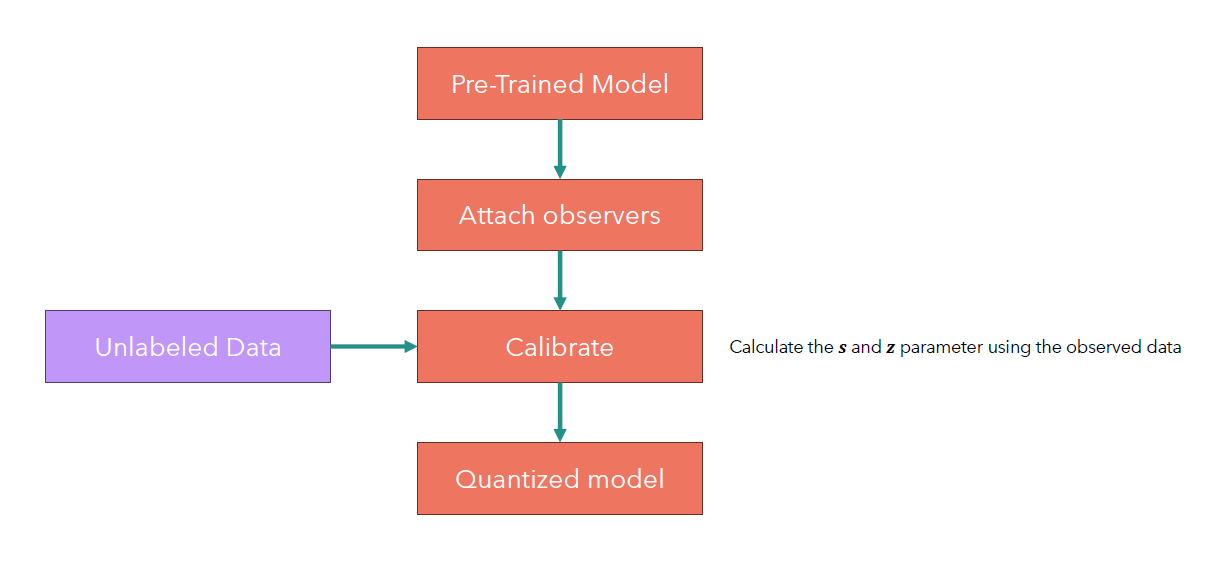 Pre-Trained Model
Attach observers
Unlabeled Data
Calibrate
Calculate the s and z parameter using the observed data
Quantized model